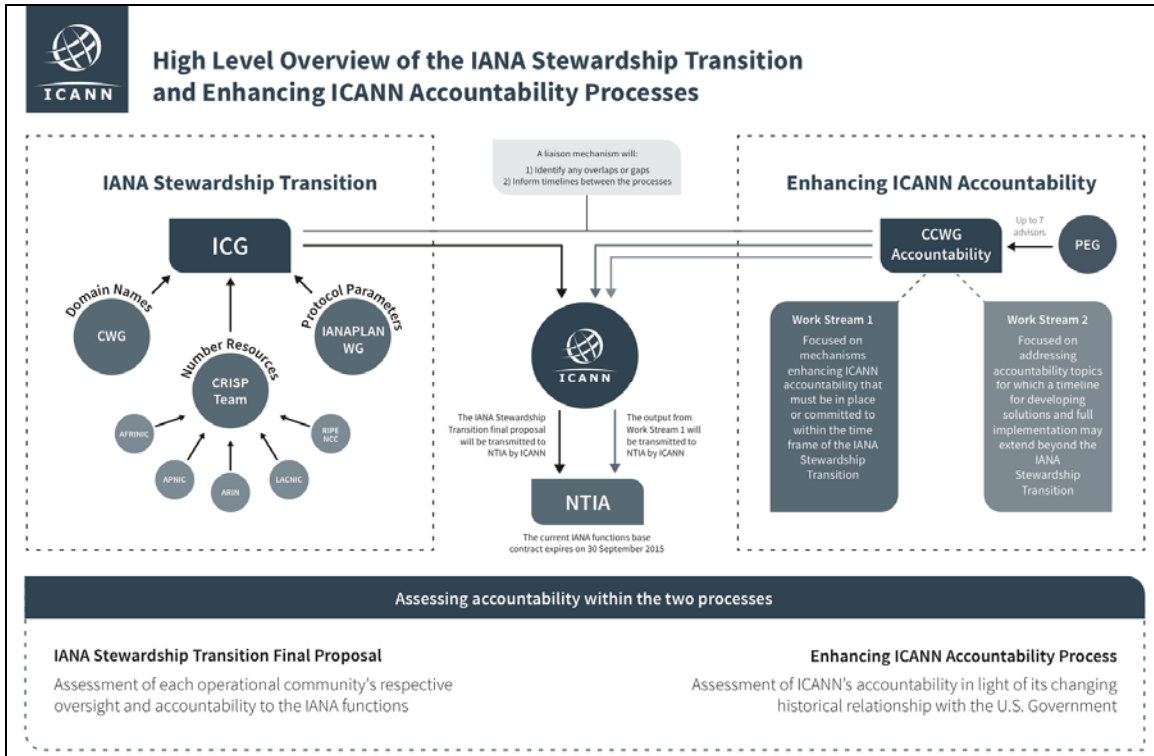 ICANN
High Level Overview of the IANA Stewardship Transition
and Enhancing ICANN Accountability Processes
A liaison mechanism will:
1) Identify any overlaps or gaps
2) Inform timelines between the processes
IANA Stewardship Transition
ICG
Domain Names
CWG
Number Resources
CRISP
Team
Protocol Parameters
IANAPLAN
WG
AFRINIC
APNIC
ARIN
LACNIC
RIPE
NCC
ICANN
The IANA Stewardship
Transition final proposal
will be transmitted to
NTIA by ICANN
The output from
Work Stream 1 will
be transmitted to
NTIA by ICANN
NTIA
The current IANA functions base
contract expires on 30 September 2015
Enhancing ICANN Accountability
CCWG
Accountability
Up to 7
advisors
PEG
Work Stream 1
Focused on
mechanisms
enhancing ICANN
accountability that
must be in place
or committed to
within the time
frame of the IANA
Stewardship
Transition
Work Stream 2
Focused on
addressing
accountability topics
for which a timeline
for developing
solutions and full
implementation may
extend beyond the
IANA
Stewardship
Transition
Assessing accountability within the two processes
IANA Stewardship Transition Final Proposal
Assessment of each operational community's respective
oversight and accountability to the IANA functions
Enhancing ICANN Accountability Process
Assessment of ICANN's accountability in light of its changing
historical relationship with the U.S. Government